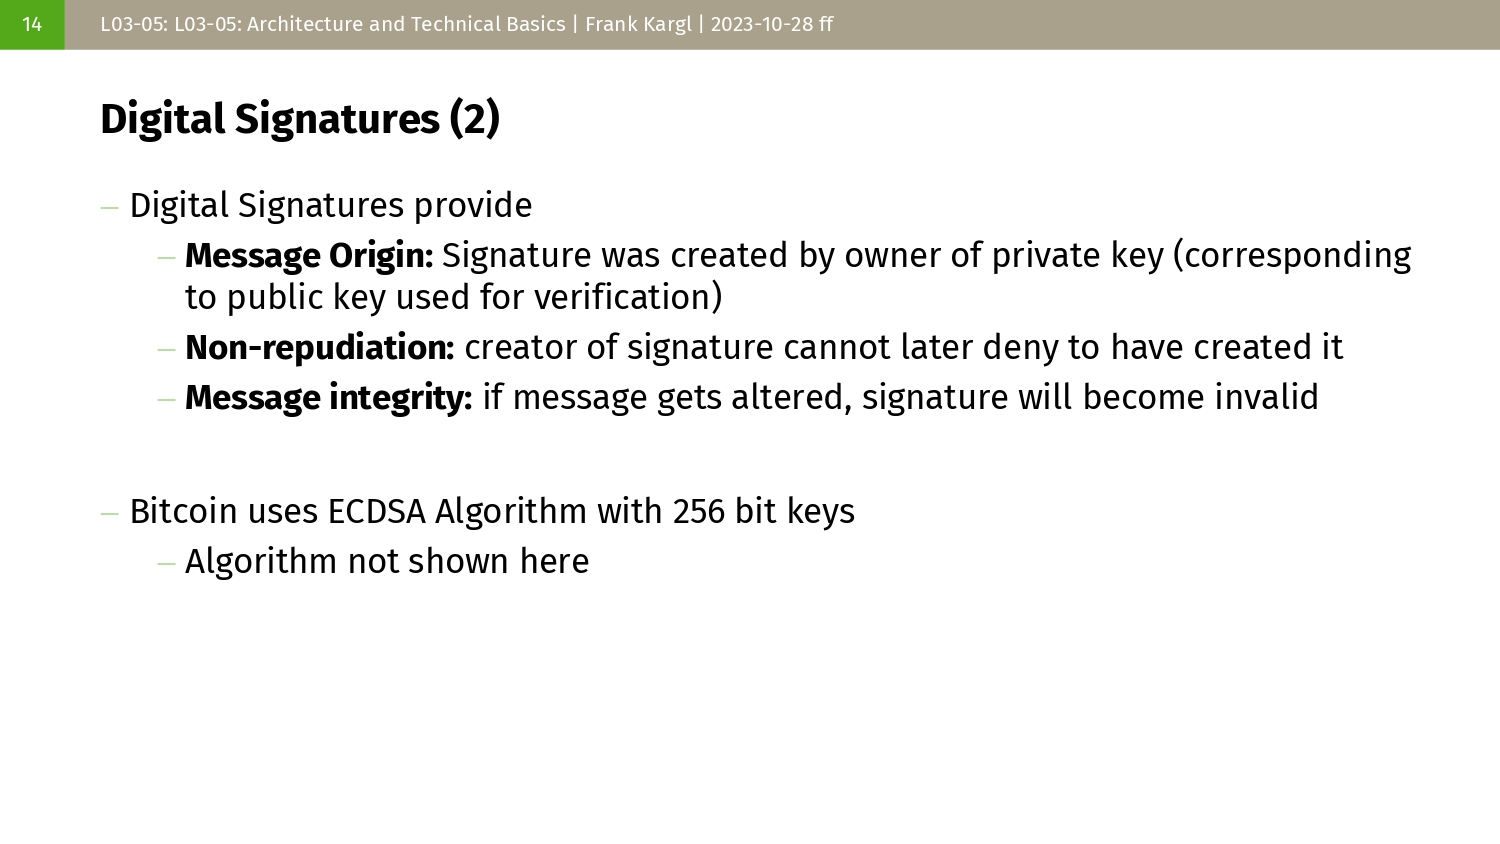 14
L03-05: L03-05: Architecture and Technical Basics | Frank Kargl | 2023-10-28 ff
Digital Signatures (2)
– Digital Signatures provide
– Message Origin: Signature was created by owner of private key (corresponding
to public key used for verification)
– Non-repudiation: creator of signature cannot later deny to have created it
– Message integrity: if message gets altered, signature will become invalid
– Bitcoin uses ECDSA Algorithm with 256 bit keys
– Algorithm not shown here